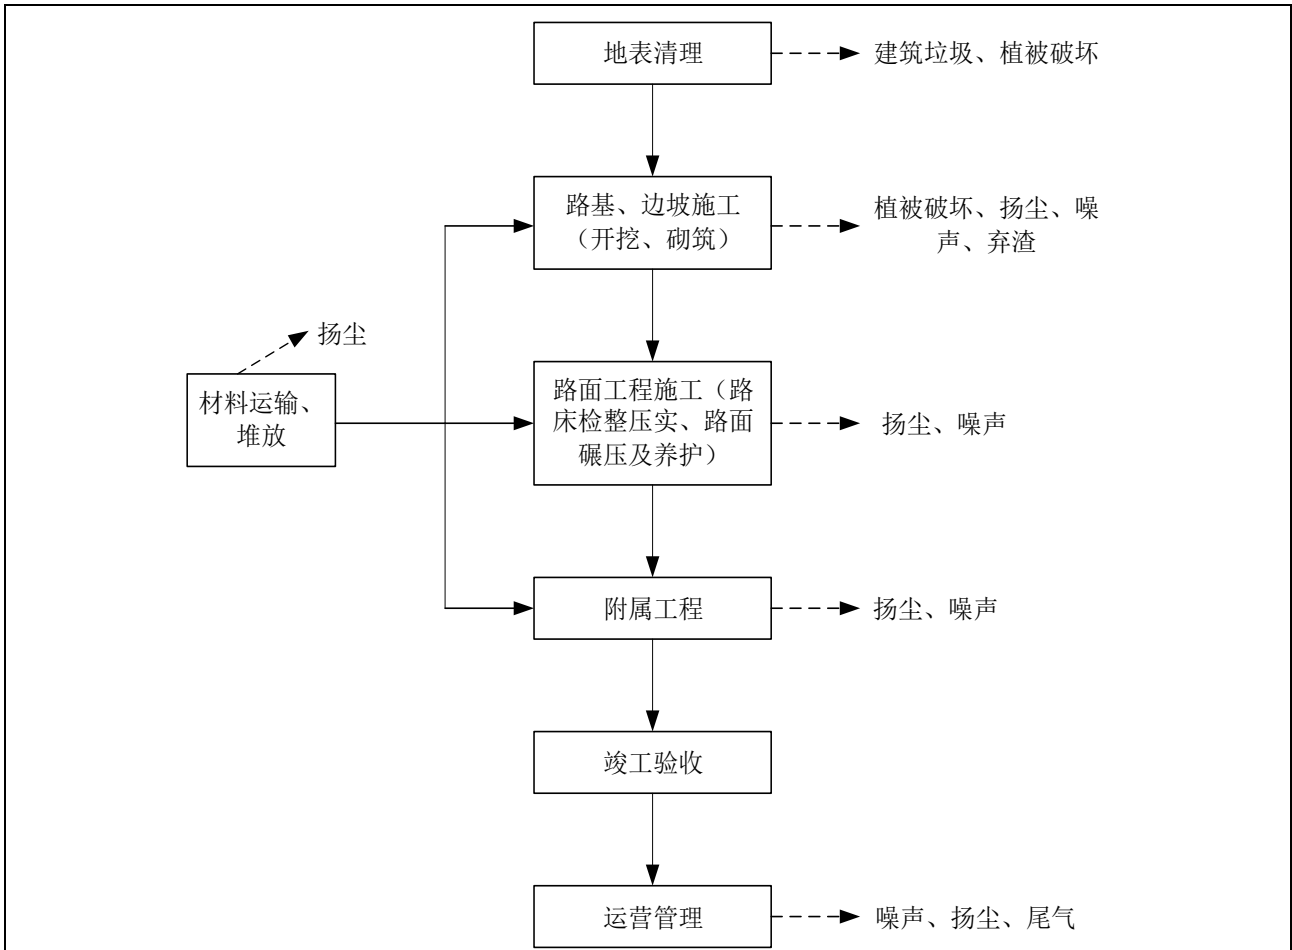 地表清理
建筑垃圾、植被破坏
路基、边坡施工
（开挖、砌筑）
植被破坏、扬尘、噪
声、弃渣
扬尘
材料运输、
堆放
路面工程施工（路
床检整压实、路面
碾压及养护）
扬尘、噪声
附属工程
扬尘、噪声
竣工验收
运营管理
噪声、扬尘、尾气